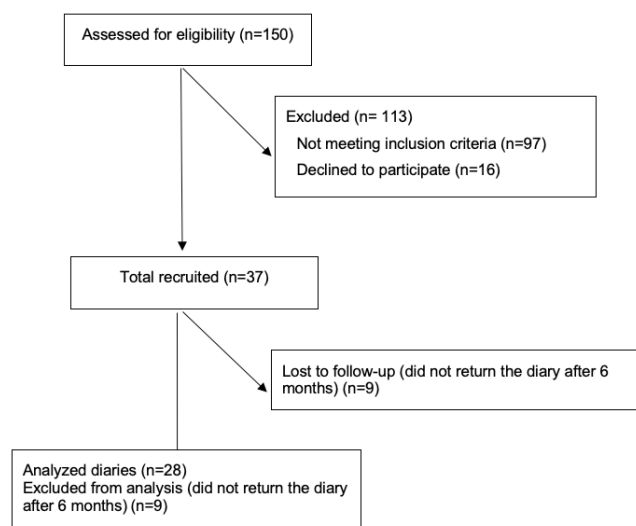 Assessed for eligibility (n=150)
Excluded (n= 113)
Not meeting inclusion criteria (n=97)
Declined to participate (n=16)
Total recruited (n=37)
Lost to follow-up (did not return the diary after 6
months) (n=9)
Analyzed diaries (n=28)
Excluded from analysis (did not return the diary
after 6 months) (n=9)